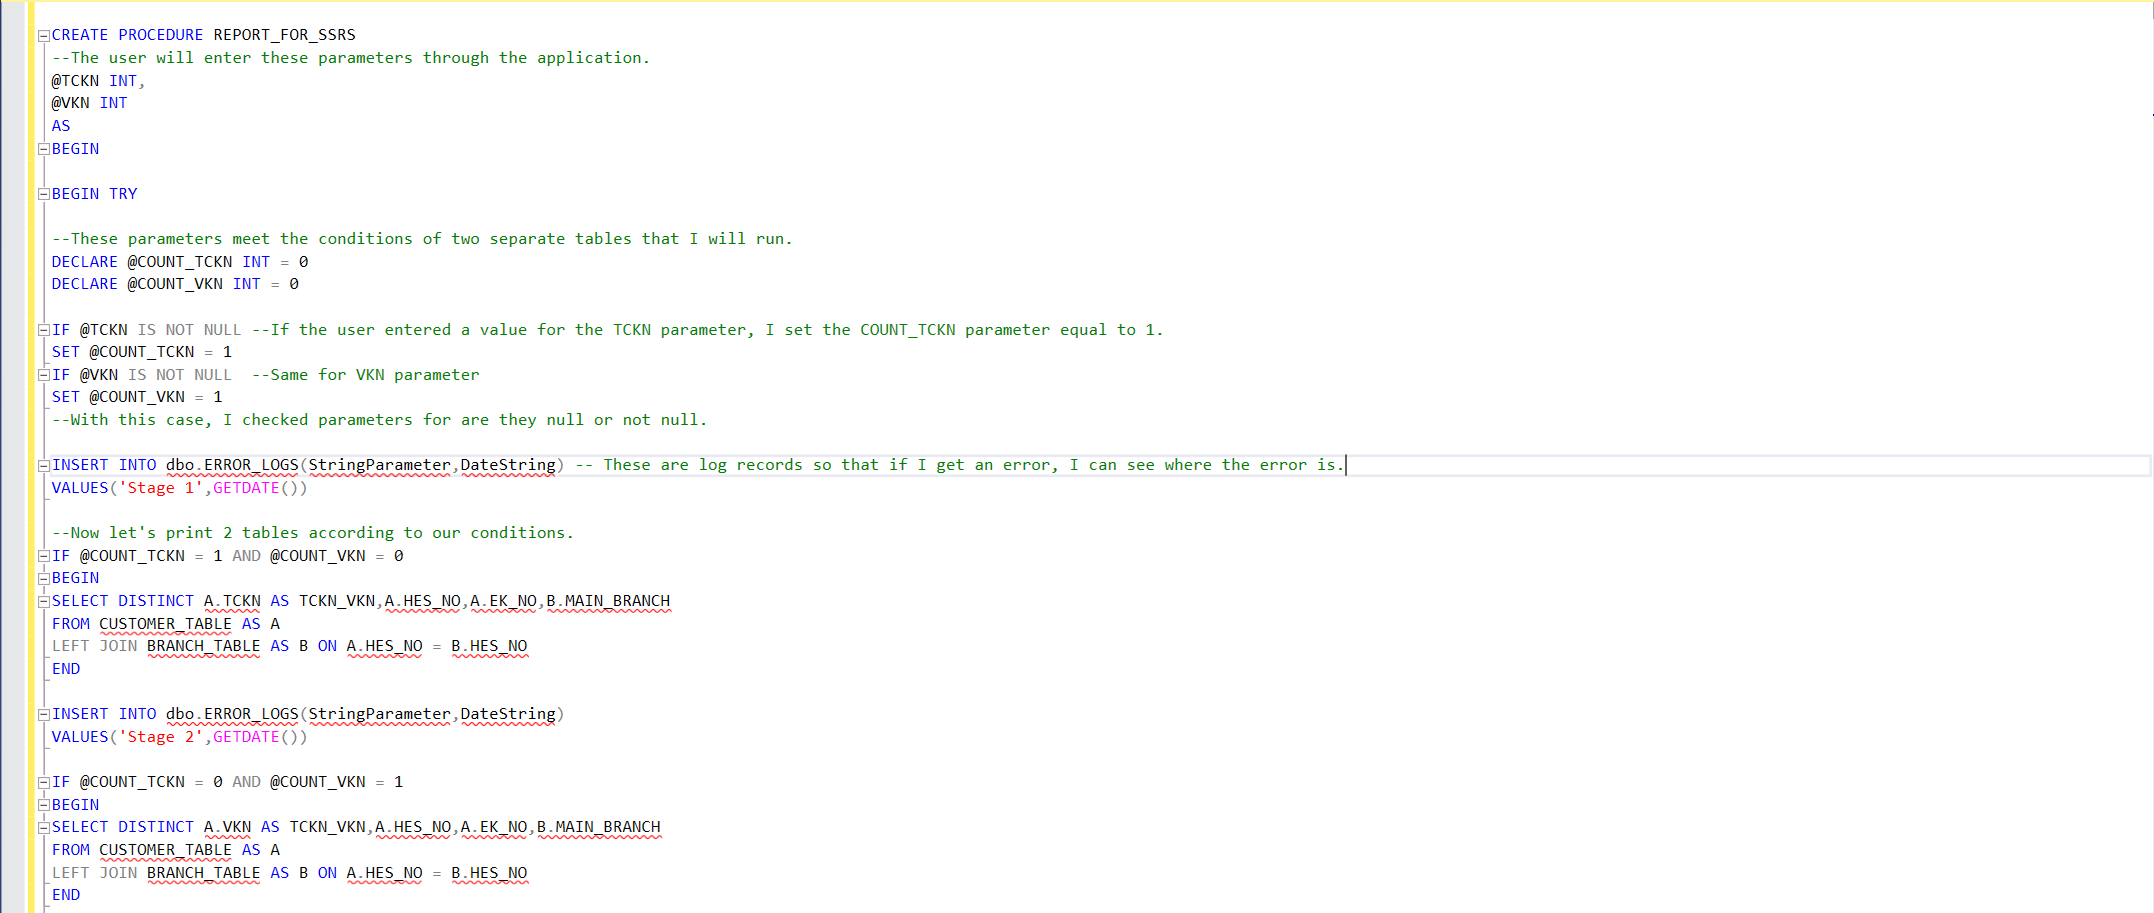 CREATE PROCEDURE REPORT_FOR_SSRS
--The user will enter these parameters through the application.
@TCKN INT,
@VKN INT
AS
BEGIN
BEGIN TRY
--These parameters meet the conditions of two separate tables that I will run.
DECLARE @COUNT_TCKN INT = 0
DECLARE @COUNT_VKN INT = 0
IF @TCKN IS NOT NULL --If the user entered a value for the TCKN parameter, I set the COUNT_TCKN parameter equal to 1.
SET @COUNT_TCKN = 1
IF @VKN IS NOT NULL  --Same for VKN parameter
SET @COUNT_VKN = 1
--With this case, I checked parameters for are they null or not null.
INSERT INTO dbo.ERROR_LOGS(StringParameter,DateString) -- These are log records so that if I get an error, I can see where the error is.
VALUES('Stage 1',GETDATE())
--Now let's print 2 tables according to our conditions.
IF @COUNT_TCKN = 1 AND @COUNT_VKN = 0
BEGIN
SELECT DISTINCT A.TCKN AS TCKN_VKN,A.HES_NO,A.EK_NO,B.MAIN_BRANCH
FROM CUSTOMER_TABLE AS A
LEFT JOIN BRANCH_TABLE AS B ON A.HES_NO = B.HES_NO
END
INSERT INTO dbo.ERROR_LOGS(StringParameter,DateString)
VALUES('Stage 2',GETDATE())
IF @COUNT_TCKN = 0 AND @COUNT_VKN = 1
BEGIN
SELECT DISTINCT A.VKN AS TCKN_VKN,A.HES_NO,A.EK_NO,B.MAIN_BRANCH
FROM CUSTOMER_TABLE AS A
LEFT JOIN BRANCH_TABLE AS B ON A.HES_NO = B.HES_NO
END